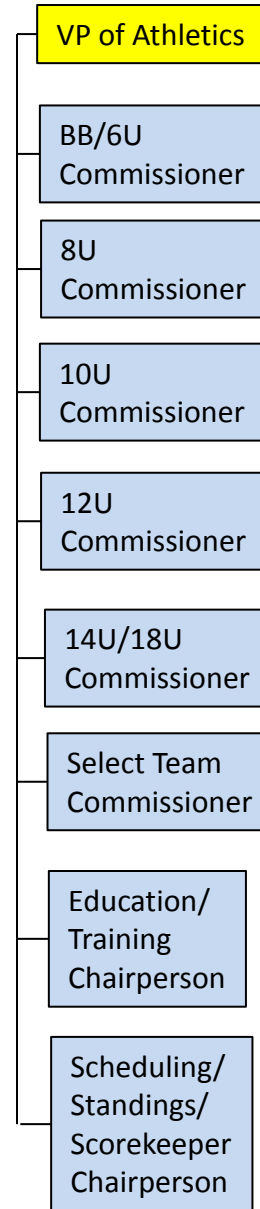 VP of Athletics
BB/6U
Commissioner
8U
Commissioner
10U
Commissioner
12U
Commissioner
14U/18U
Commissioner
Select Team
Commissioner
Education/
Training
Chairperson
Scheduling/
Standings/
Scorekeeper
Chairperson